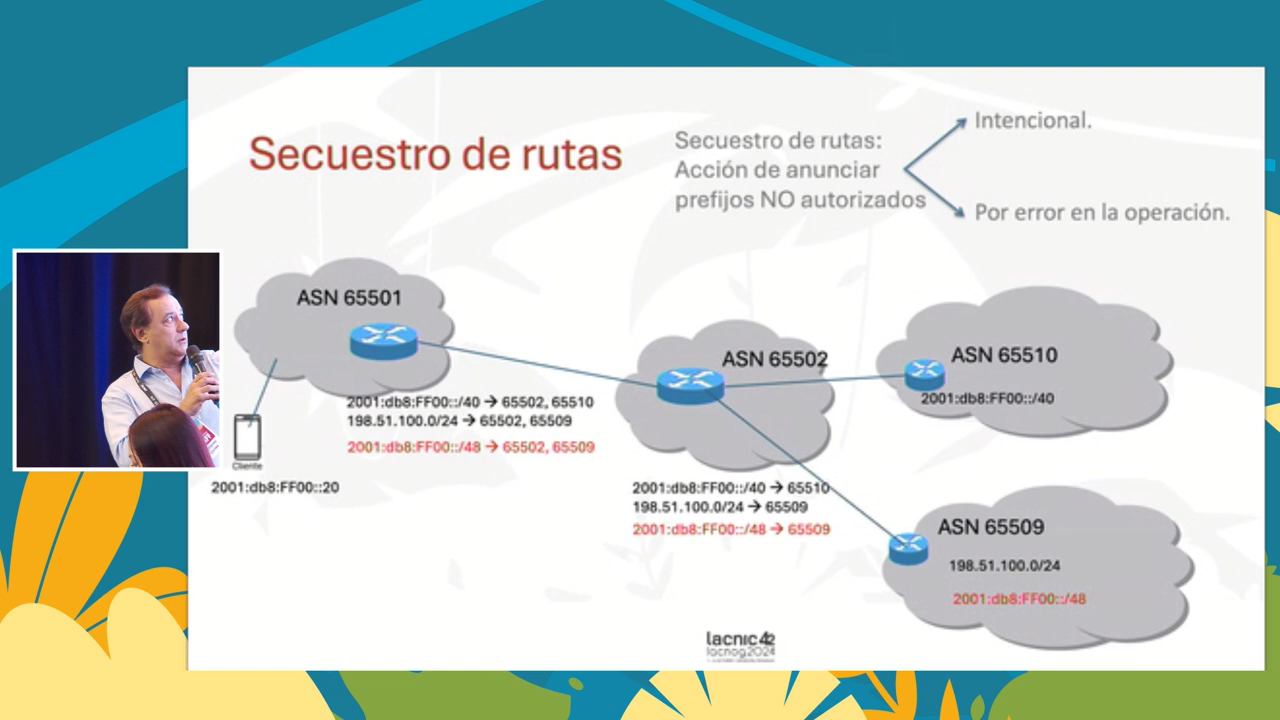 Secuestro de rutas
Secuestro de rutas:
Acción de anunciar
prefijos NO autorizados
Intencional.
Por error en la operación.
ASN 65501
2001:db8:FF00::/40 → 65502, 65510
198.51.100.0/24 → 65502, 65509
2001:db8:FF00::/48 → 65502, 65509
Cliente
2001:db8:FF00::20
ASN 65502
2001:db8:FF00::/40 → 65510
198.51.100.0/24 → 65509
2001:db8:FF00::/48 → 65509
ASN 65510
2001:db8:FF00::/40
ASN 65509
198.51.100.0/24
2001:db8:FF00::/48
lacnic42
lacnog2024